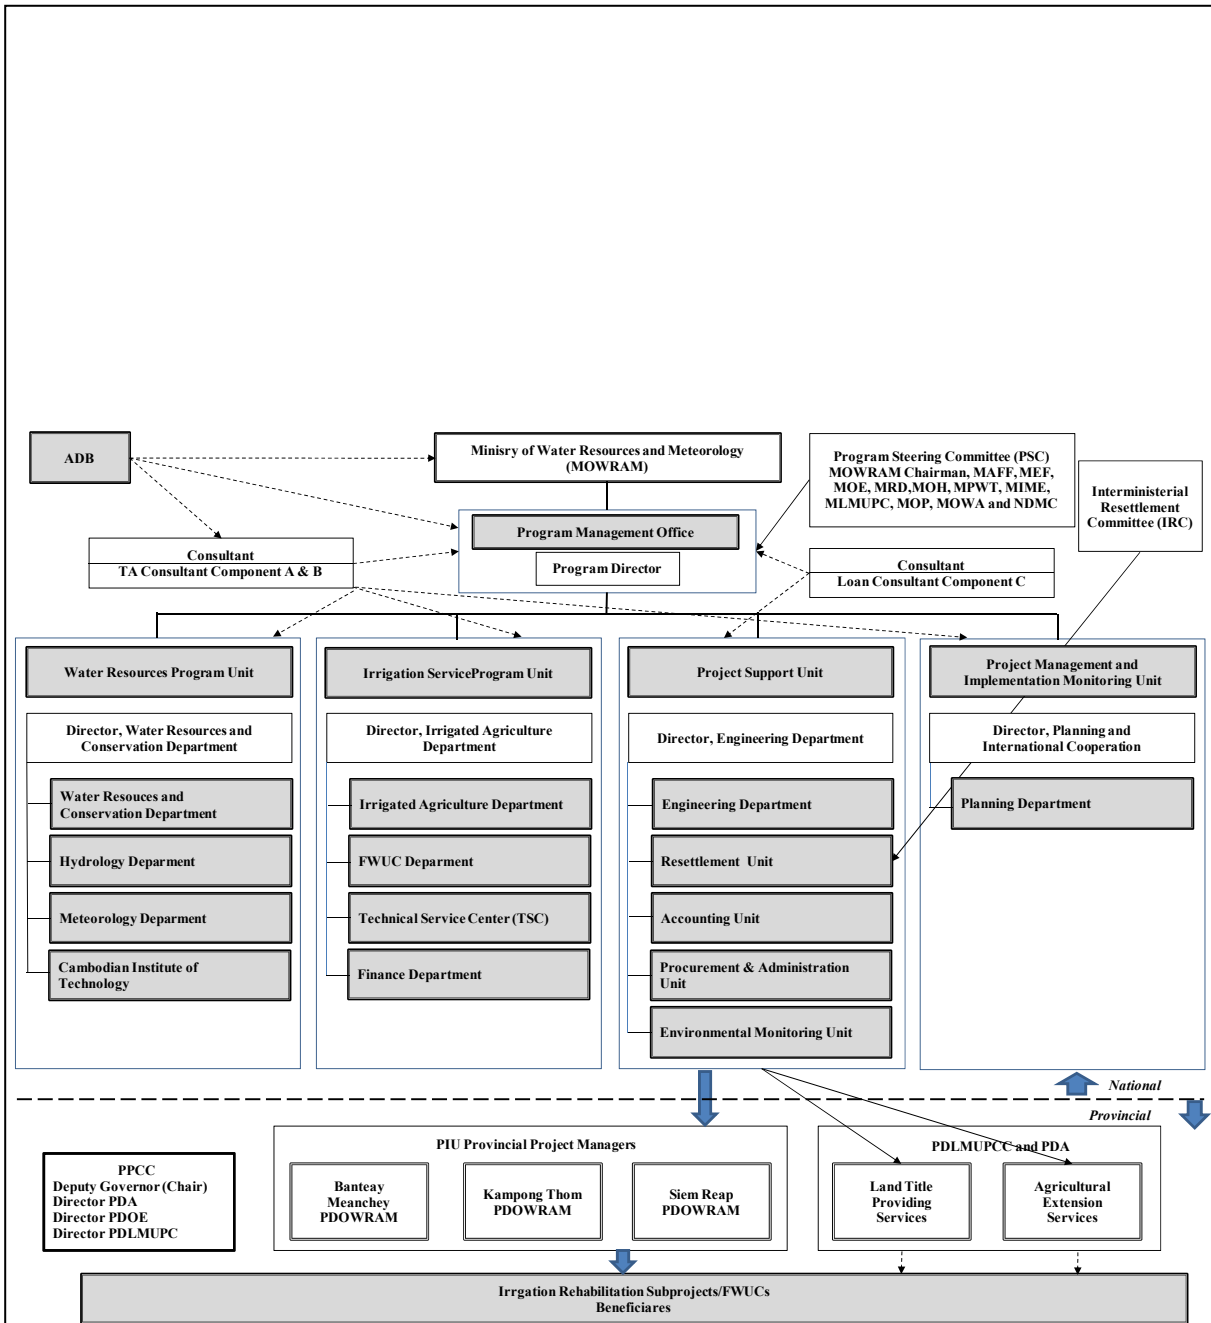 ADB
Minisry of Water Resources and Meteorology
(MOWRAM)
Program Steering Committee (PSC)
MOWRAM Chairman, MAFF, MEF,
MOE, MRD,MOH, MPWT, MIME,
MLMUPC, MOP, MOWA and NDMC
Interministerial
Resettlement
Committee (IRC)
Program Management Office
Program Director
Consultant
TA Consultant Component A & B
Consultant
Loan Consultant Component C
Water Resources Program Unit
Director, Water Resources and
Conservation Department
Water Resouces and
Conservation Department
Hydrology Deparment
Meteorology Deparment
Cambodian Institute of
Technology
Irrigation ServiceProgram Unit
Director, Irrigated Agriculture
Department
Irrigated Agriculture Department
FWUC Deparment
Technical Service Center (TSC)
Finance Department
Project Support Unit
Director, Engineering Department
Engineering Department
Resettlement Unit
Accounting Unit
Procurement & Administration
Unit
Environmental Monitoring Unit
Project Management and
Implementation Monitoring Unit
Director, Planning and
International Cooperation
Planning Department
National
Provincial
PPCC
Deputy Governor (Chair)
Director PDA
Director PDOE
Director PDLMUPC
PIU Provincial Project Managers
Banteay
Meanchey
PDOWRAM
Kampong Thom
PDOWRAM
Siem Reap
PDOWRAM
PDLMUPCC and PDA
Land Title
Providing
Services
Agricultural
Extension
Services
Irrgation Rehabilitation Subprojects/FWUCs
Beneficiares